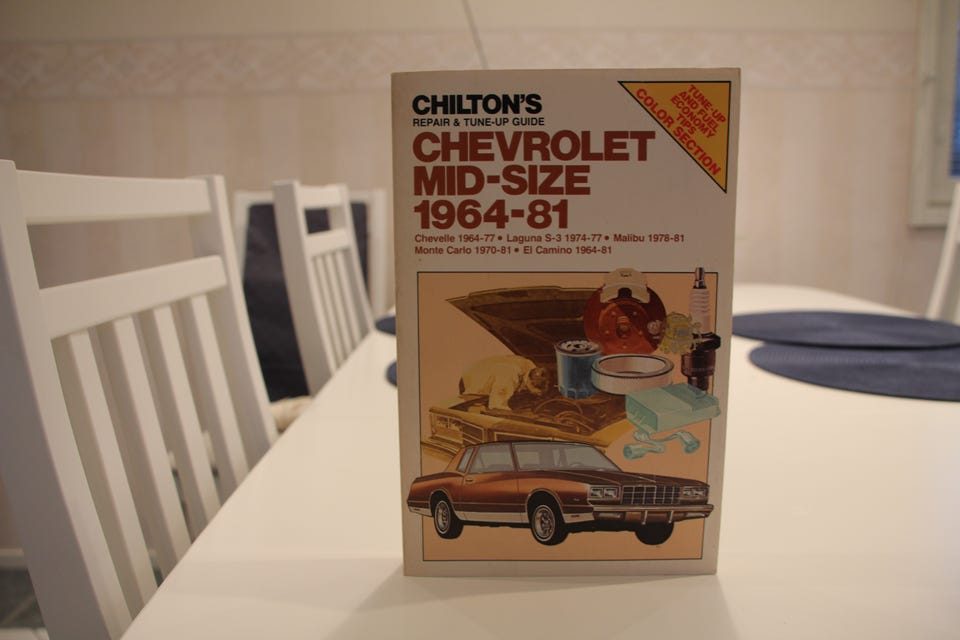 CHILTON'S
REPAIR & TUNE-UP GUIDE
CHEVROLET
MID-SIZE
1964-81
Chevelle 1964-77 • Laguna S-3 1974-77 • Malibu 1978-81
Monte Carlo 1970-81 • El Camino 1964-81
TUNE-UP
AND FUEL
ECONOMY
TIPS
COLOR SECTION